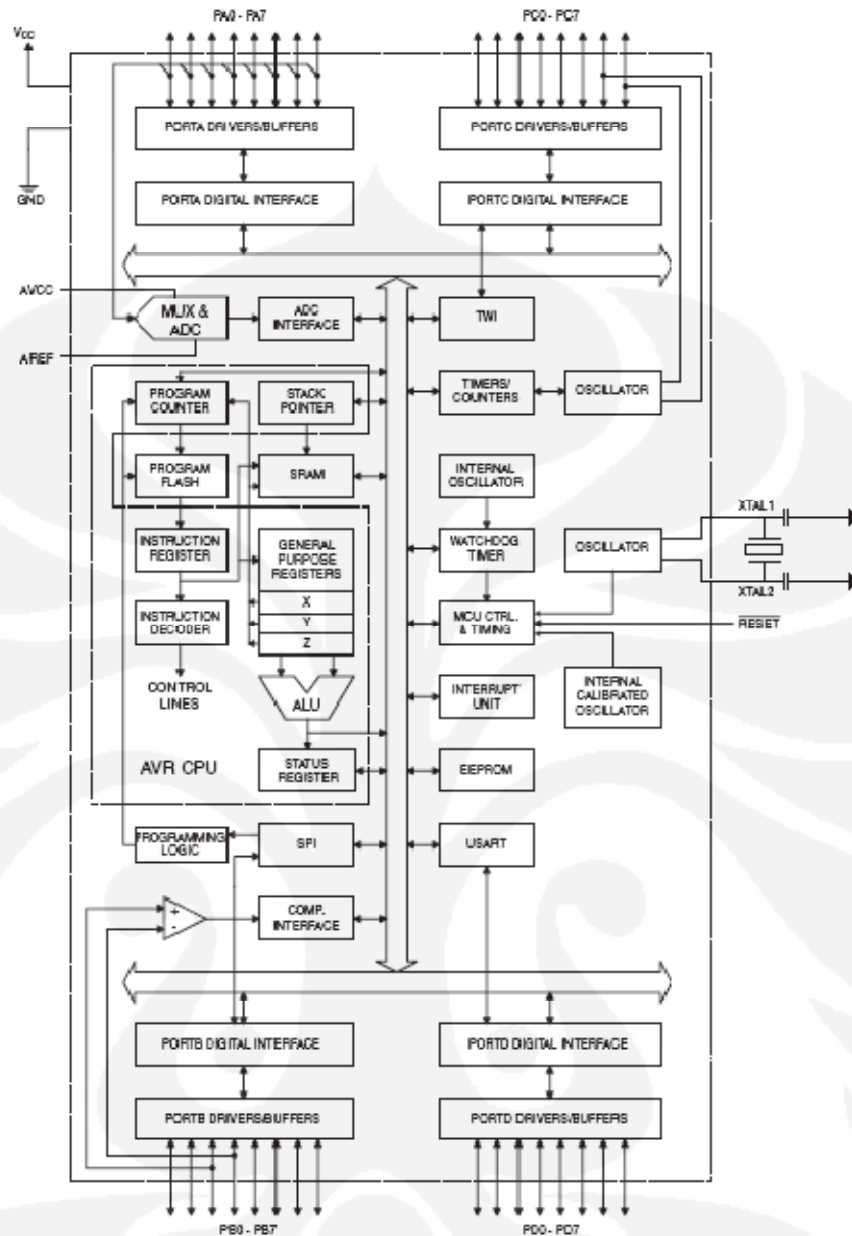 PA0 - PA7
PC0 - PC7
VCC
PORTA DRIVERS/BUFFERS
PORTC DRIVERS/BUFFERS
GND
PORTA DIGITAL INTERFACE
PORTC DIGITAL INTERFACE
AVCC
MUX &
ADC
ADC
INTERFACE
TWI
AREF
PROGRAM
COUNTER
STACK
POINTER
TIMERS/
COUNTERS
OSCILLATOR
PROGRAM
FLASH
SRAM
INTERNAL
OSCILLATOR
XTAL1
INSTRUCTION
REGISTER
GENERAL
PURPOSE
REGISTERS
WATCHDOG
TIMER
OSCILLATOR
XTAL2
X
Y
Z
INSTRUCTION
DECODER
MCU CTRL.
& TIMING
RESET
CONTROL
LINES
ALU
INTERRUPT
UNIT
INTERNAL
CALIBRATED
OSCILLATOR
AVR CPU
STATUS
REGISTER
EEPROM
PROGRAMMING
LOGIC
SPI
USART
+
-
COMP.
INTERFACE
PORTB DIGITAL INTERFACE
PORTD DIGITAL INTERFACE
PORTB DRIVERS/BUFFERS
PORTD DRIVERS/BUFFERS
PB0 - PB7
PD0 - PD7